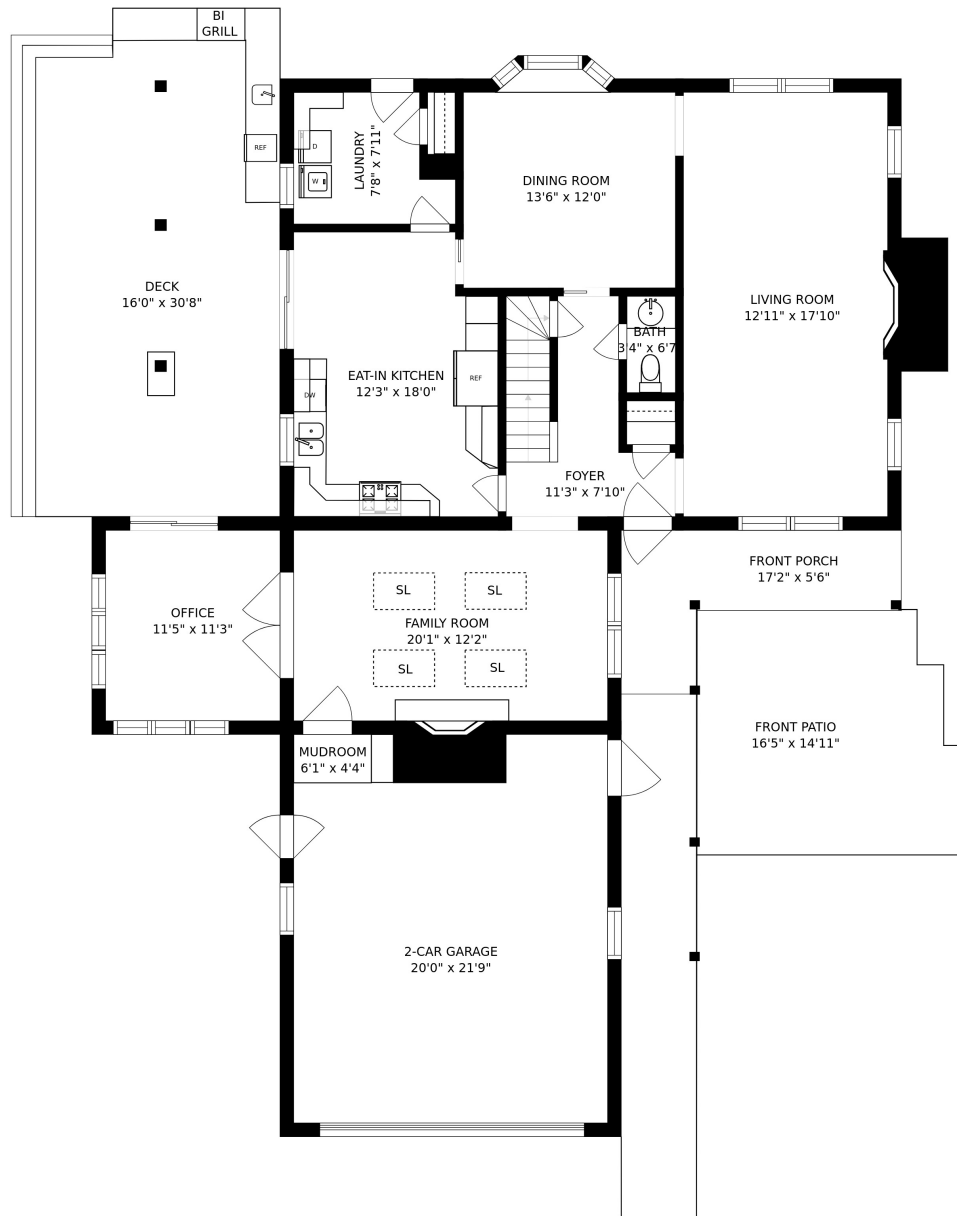 BI
GRILL
REF
D
W
LAUNDRY
7'8" x 7'11"
DINING ROOM
13'6" x 12'0"
DECK
16'0" x 30'8"
LIVING ROOM
12'11" x 17'10"
BATH
3'4" x 6'7
EAT-IN KITCHEN
12'3" x 18'0"
REF
DW
FOYER
11'3" x 7'10"
FRONT PORCH
17'2" x 5'6"
OFFICE
11'5" x 11'3"
SL
SL
FAMILY ROOM
20'1" x 12'2"
SL
SL
FRONT PATIO
16'5" x 14'11"
MUDROOM
6'1" x 4'4"
2-CAR GARAGE
20'0" x 21'9"